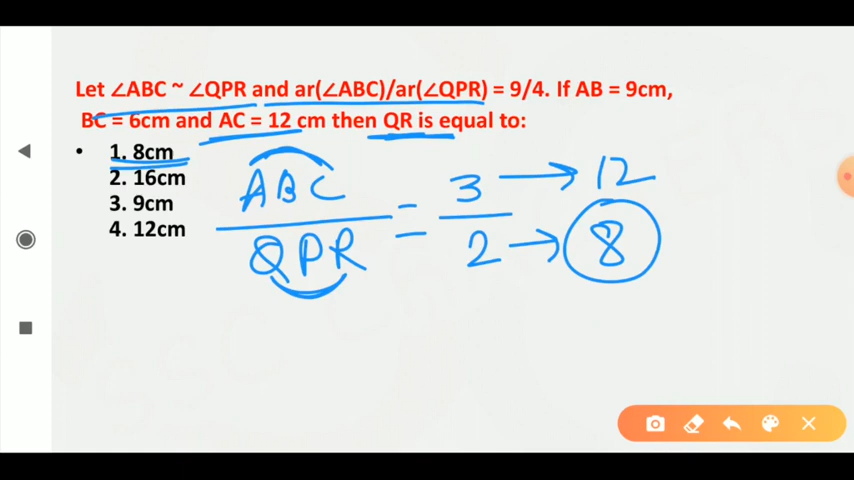 Let ∠ABC ~ ∠QPR and ar(∠ABC)/ar(∠QPR) = 9/4. If AB = 9cm,
BC = 6cm and AC = 12 cm then QR is equal to:
• 1. 8cm
2. 16cm
3. 9cm
4. 12cm
ABC = 3 → 12
QPR 2 → 8